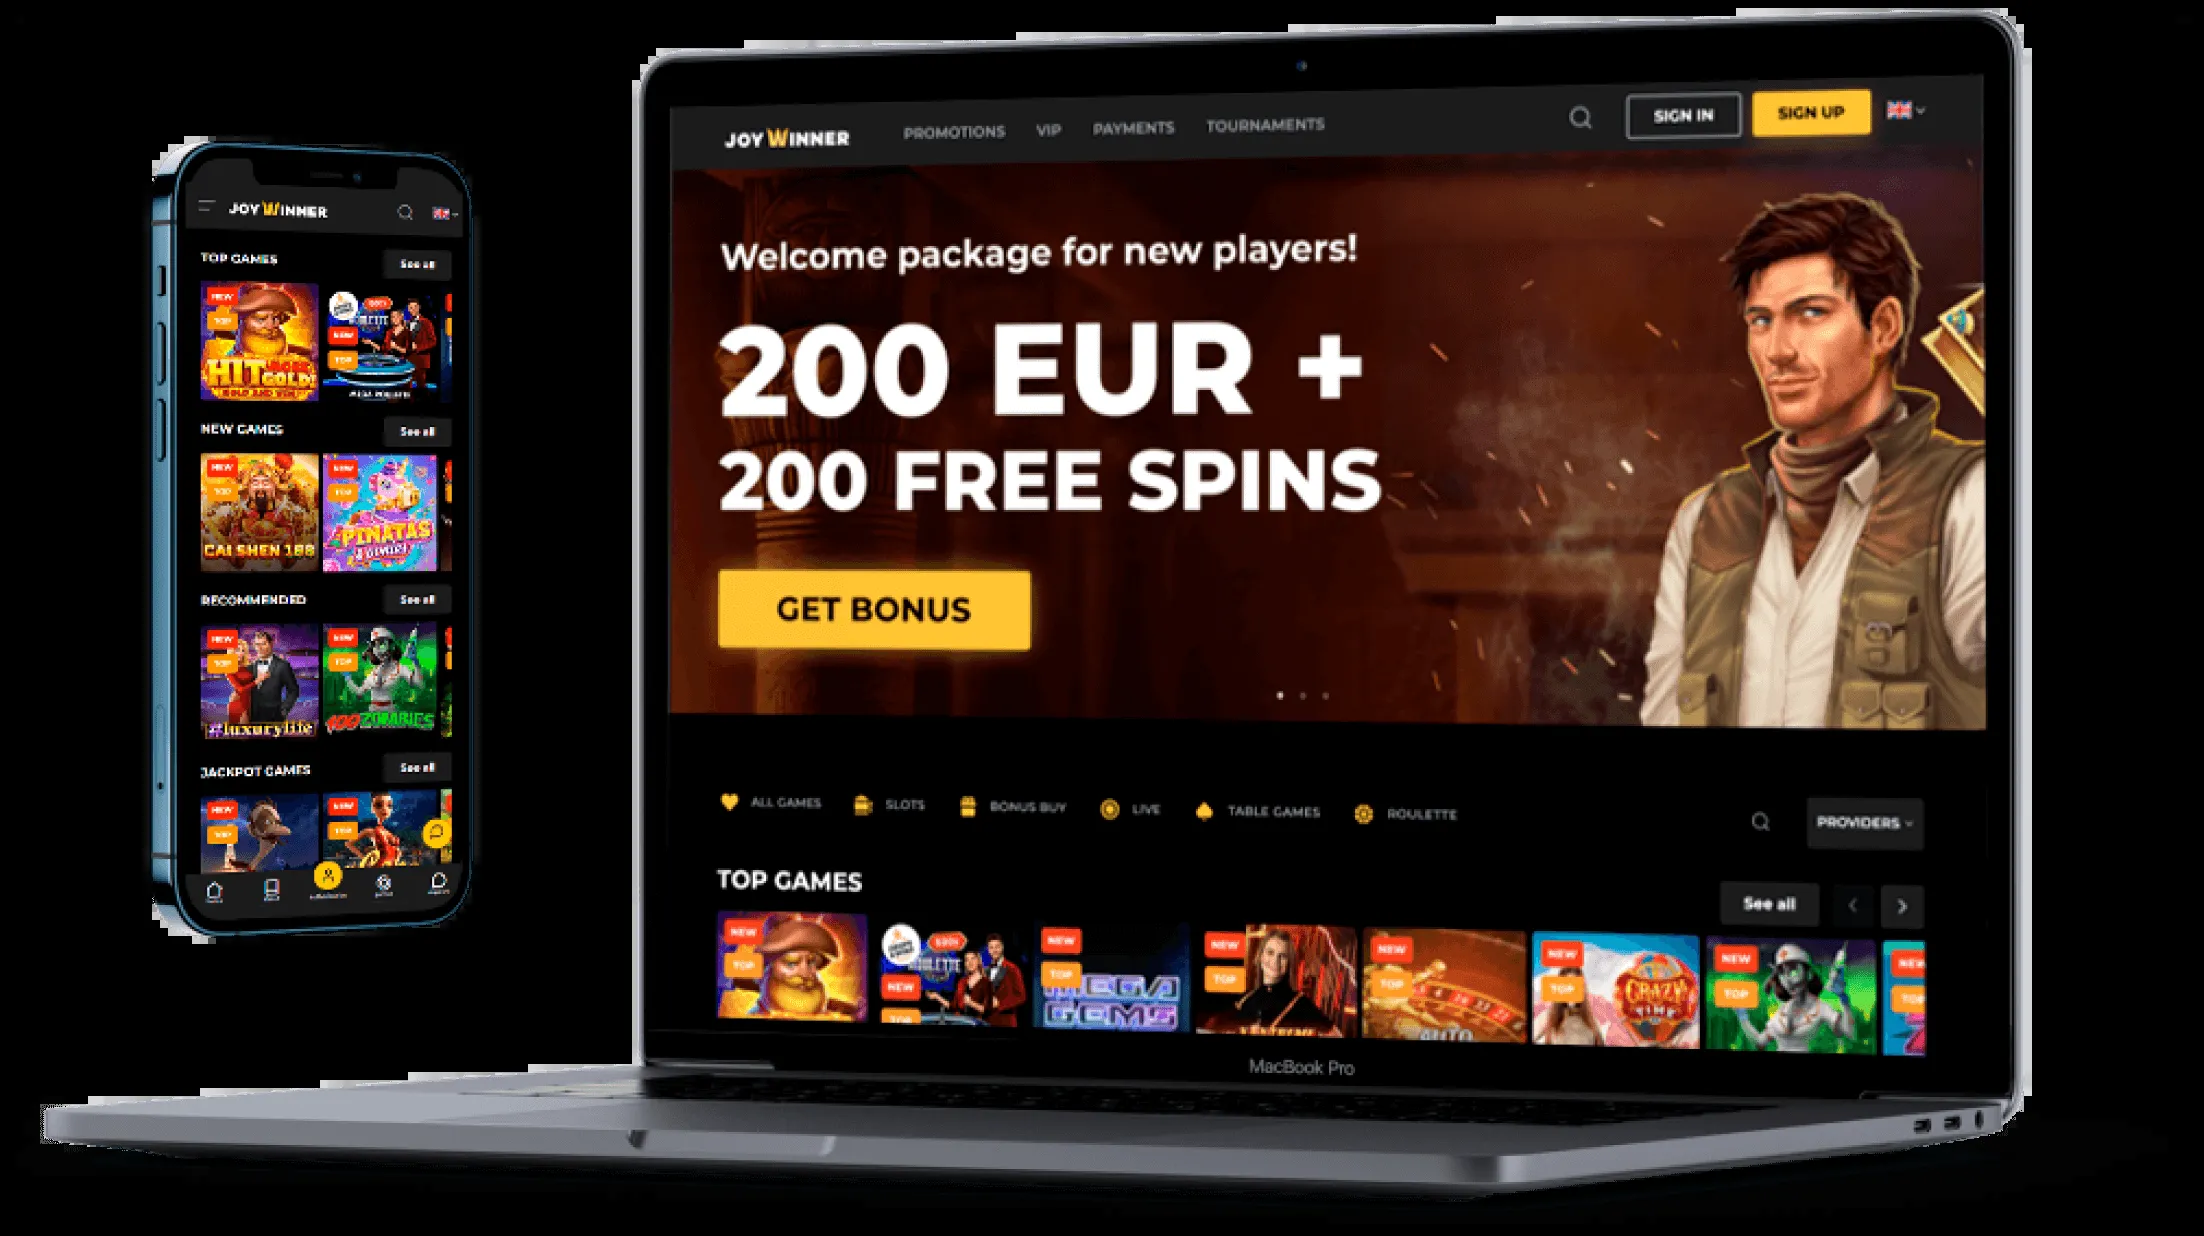 JOY WINNER
TOP GAMES
See all
NEW
TOP
HIT MORE GOLD!
HOLD AND WIN
NEW
TOP
MEGA ROULETTE
NEW GAMES
See all
NEW
TOP
CAI SHEN 188
NEW
TOP
PINATAS
RECOMMENDED
See all
NEW
TOP
#luxurylife
NEW
TOP
100 ZOMBIES
JACKPOT GAMES
See all
NEW
TOP
NEW
TOP
JOY WINNER
PROMOTIONS
VIP
PAYMENTS
TOURNAMENTS
SIGN IN
SIGN UP
Welcome package for new players!
200 EUR +
200 FREE SPINS
GET BONUS
ALL GAMES
SLOTS
BONUS BUY
LIVE
TABLE GAMES
ROULETTE
PROVIDERS
TOP GAMES
See all
NEW
TOP
ROULETTE
NEW
TOP
NEW
TOP
MEGA
GEMS
NEW
TOP
NEW
TOP
AUTO
NEW
TOP
CRAZY
TIME
NEW
TOP
NEW
TOP
MacBook Pro